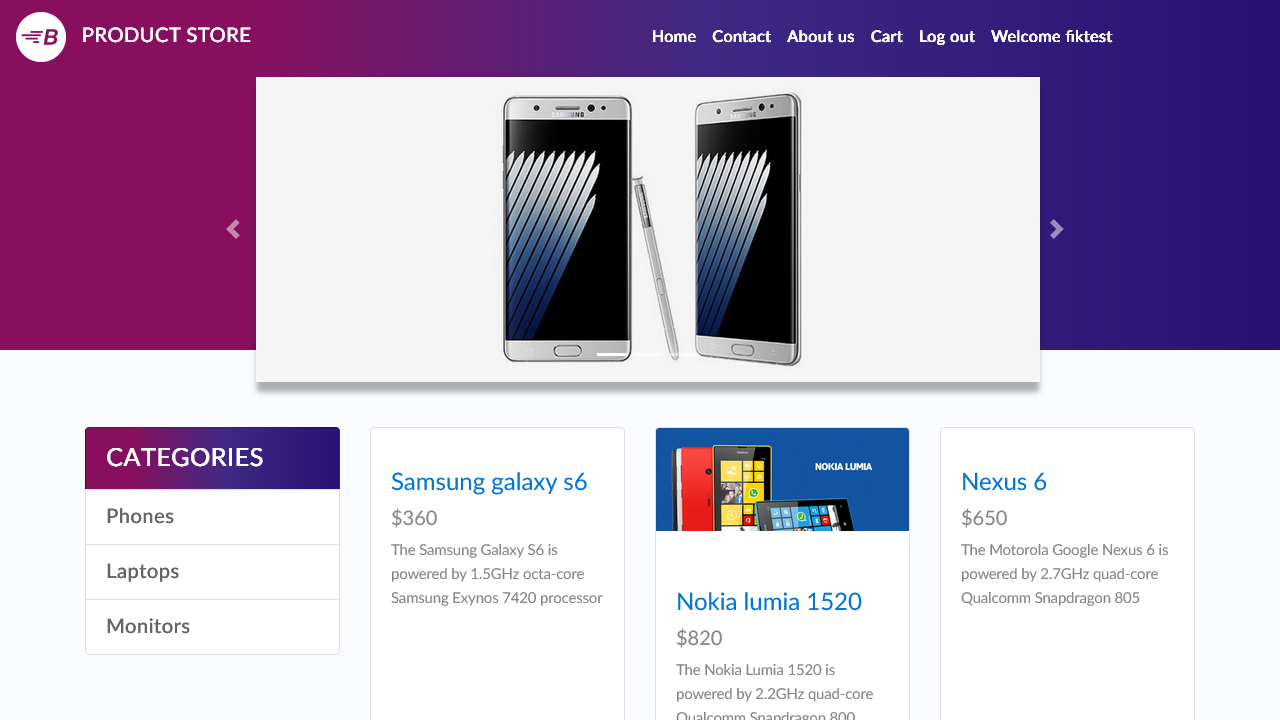 B
PRODUCT STORE
Home Contact About us Cart Log out Welcome fiktest
SAMSUNG
SAMSUNG
CATEGORIES
Phones
Laptops
Monitors
Samsung galaxy s6
$360
The Samsung Galaxy S6 is
powered by 1.5GHz octa-core
Samsung Exynos 7420 processor
NOKIA LUMIA
Nokia lumia 1520
$820
The Nokia Lumia 1520 is
powered by 2.2GHz quad-core
Qualcomm Snapdragon 800
Nexus 6
$650
The Motorola Google Nexus 6 is
powered by 2.7GHz quad-core
Qualcomm Snapdragon 805